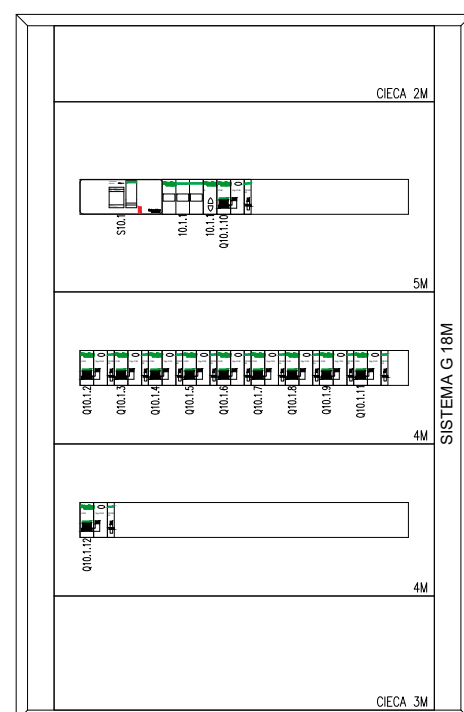 CIECA 2M
S10.1
10.1.1
10.1.1
Q10.1.10
5M
Q10.1.2
Q10.1.3
Q10.1.4
Q10.1.5
Q10.1.6
Q10.1.7
Q10.1.8
Q10.1.9
Q10.1.11
4M
SISTEMA G 18M
Q10.1.12
4M
CIECA 3M